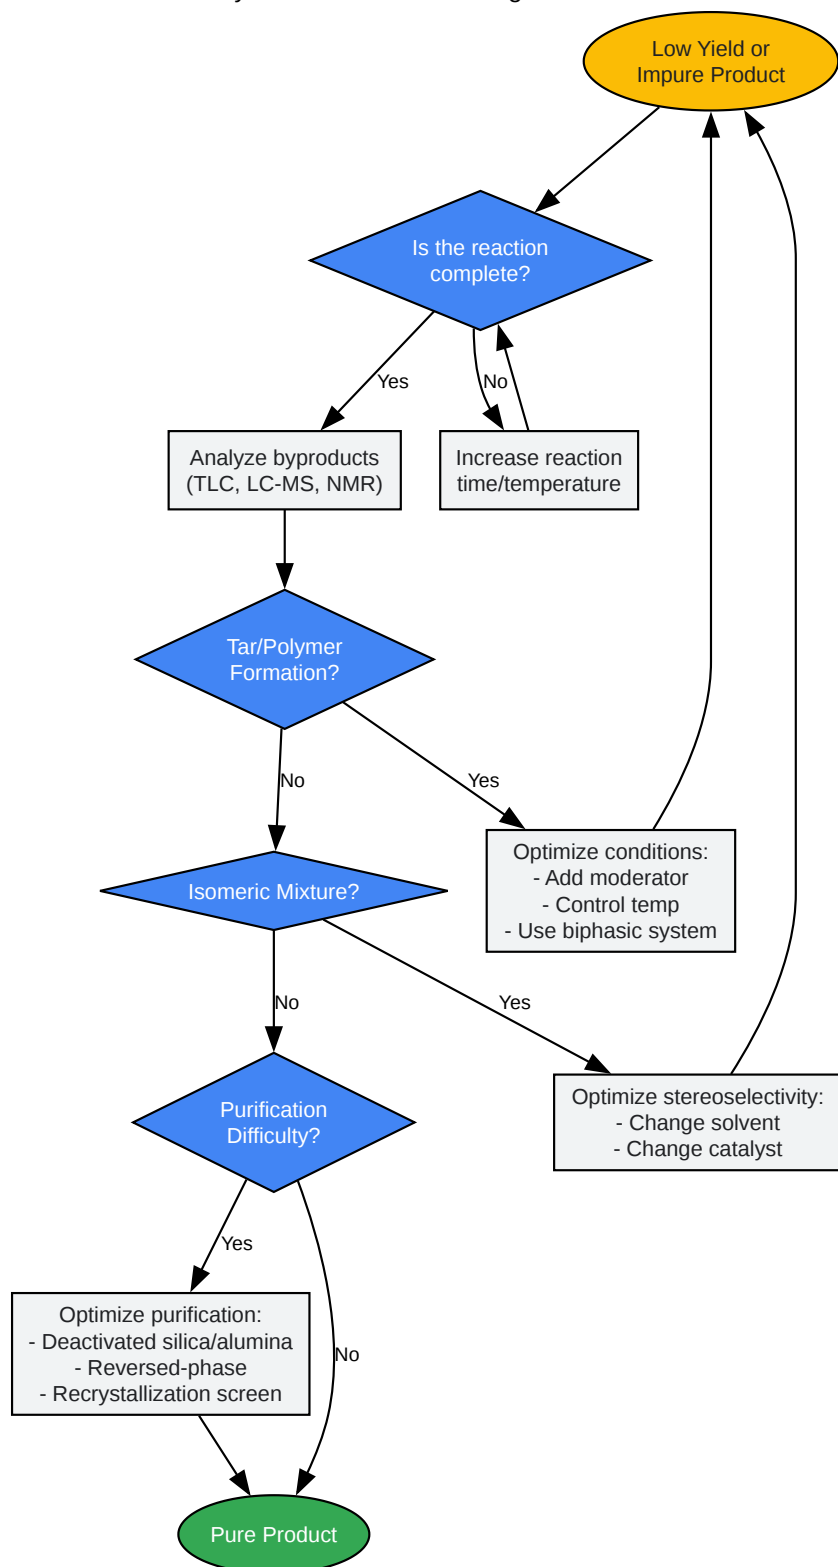 Low Yield or
Impure Product
Is the reaction
complete?
Yes
No
Analyze byproducts
(TLC, LC-MS, NMR)
Increase reaction
time/temperature
Tar/Polymer
Formation?
No
Yes
Optimize conditions:
- Add moderator
- Control temp
- Use biphasic system
Isomeric Mixture?
No
Yes
Optimize stereoselectivity:
- Change solvent
- Change catalyst
Purification
Difficulty?
Yes
No
Optimize purification:
- Deactivated silica/alumina
- Reversed-phase
- Recrystallization screen
Pure Product